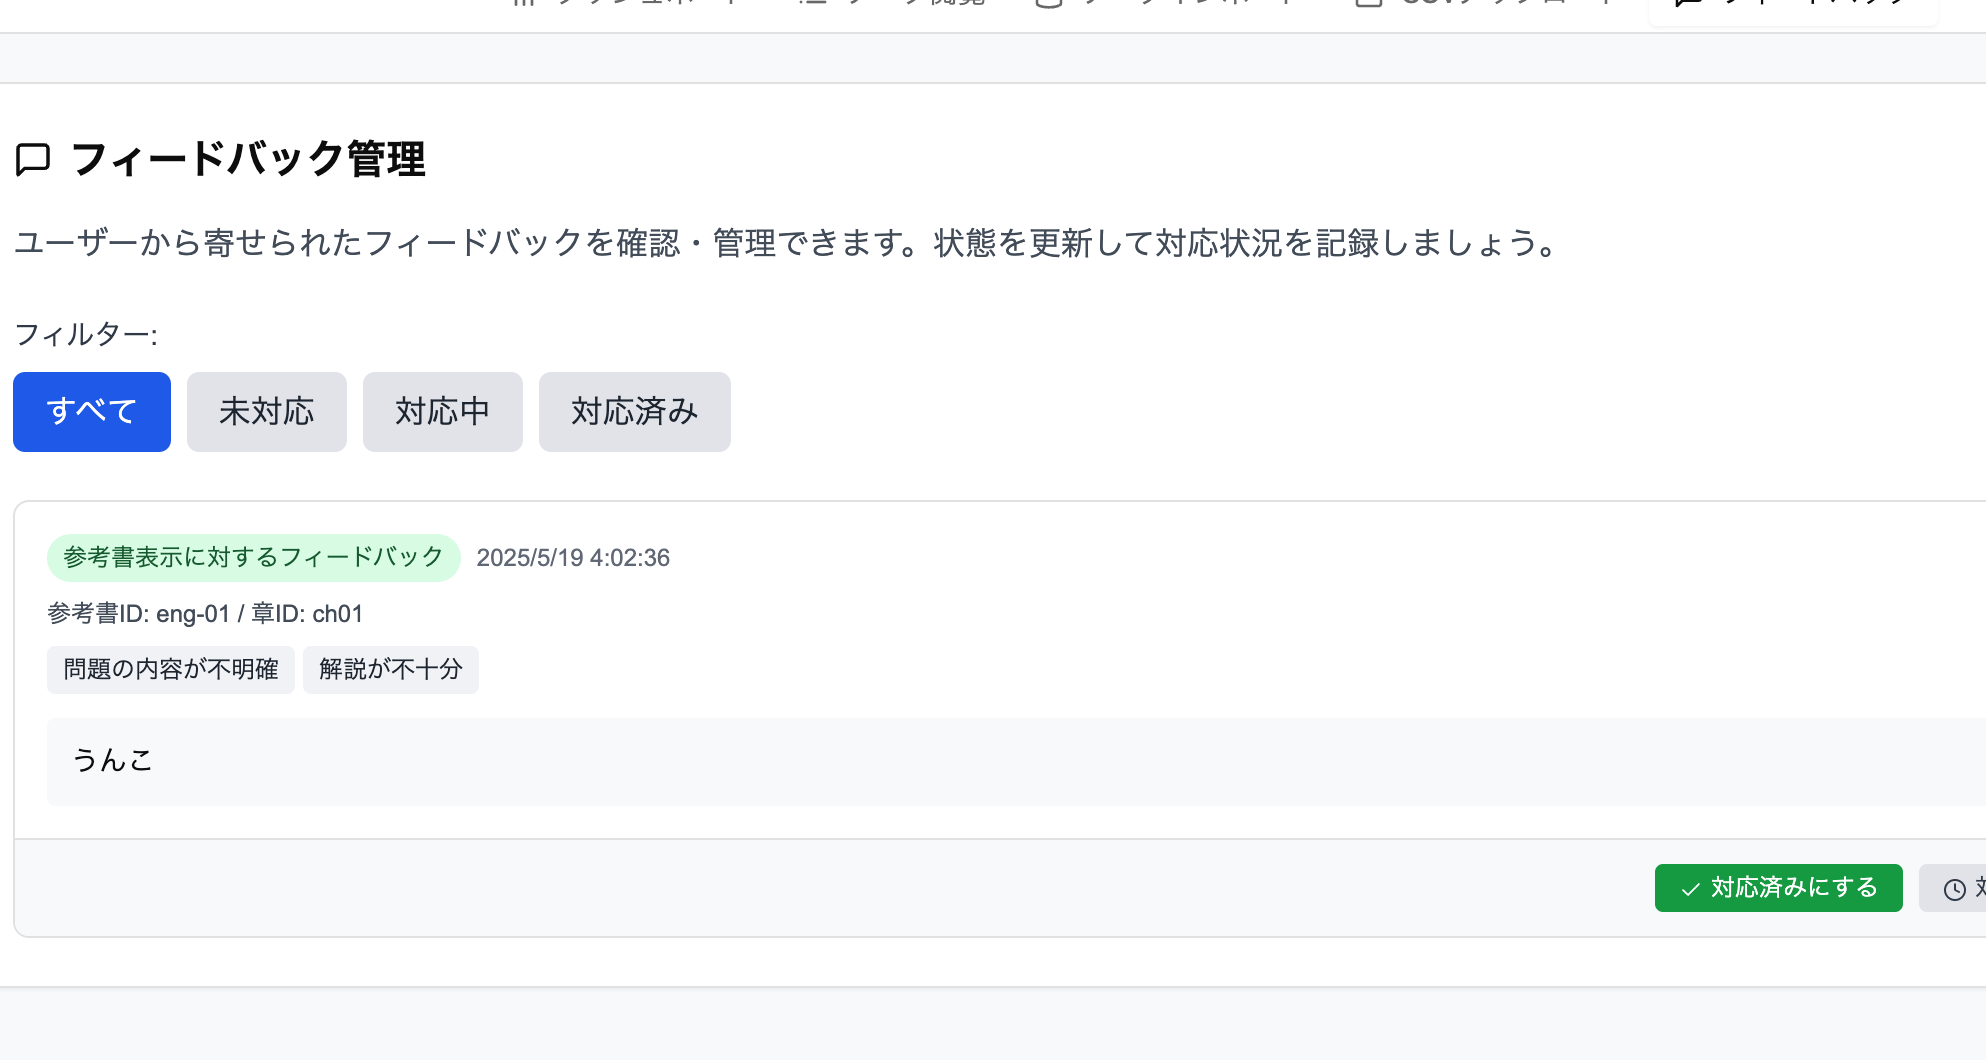 フィードバック管理
ユーザーから寄せられたフィードバックを確認・管理できます。状態を更新して対応状況を記録しましょう。
フィルター:
すべて 未対応 対応中 対応済み
参考書表示に対するフィードバック 2025/5/19 4:02:36
参考書ID: eng-01 / 章ID: ch01
問題の内容が不明確 解説が不十分
うんこ
対応済みにする